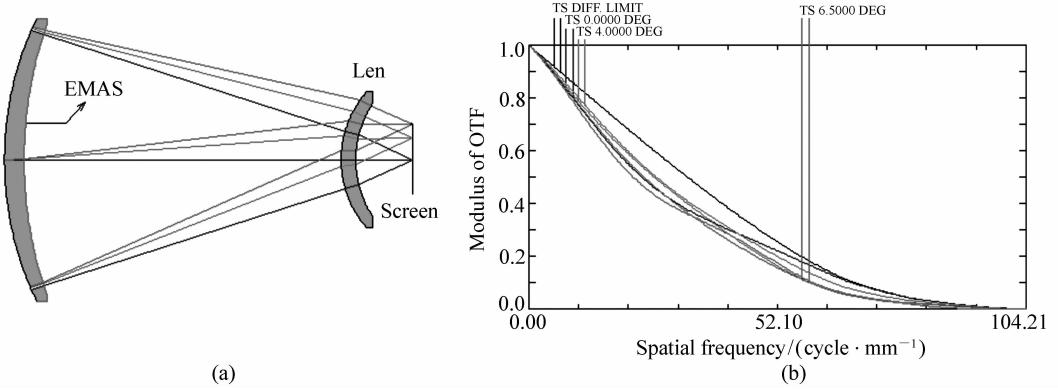 EMAS
Len
Screen
(a)
TS DIFF. LIMIT
TS 0.0000 DEG
TS 4.0000 DEG
TS 6.5000 DEG
Modulus of OTF
1.0
0.8
0.6
0.4
0.2
0.0
0.00
52.10
104.21
Spatial frequency/(cycle · mm⁻¹)
(b)